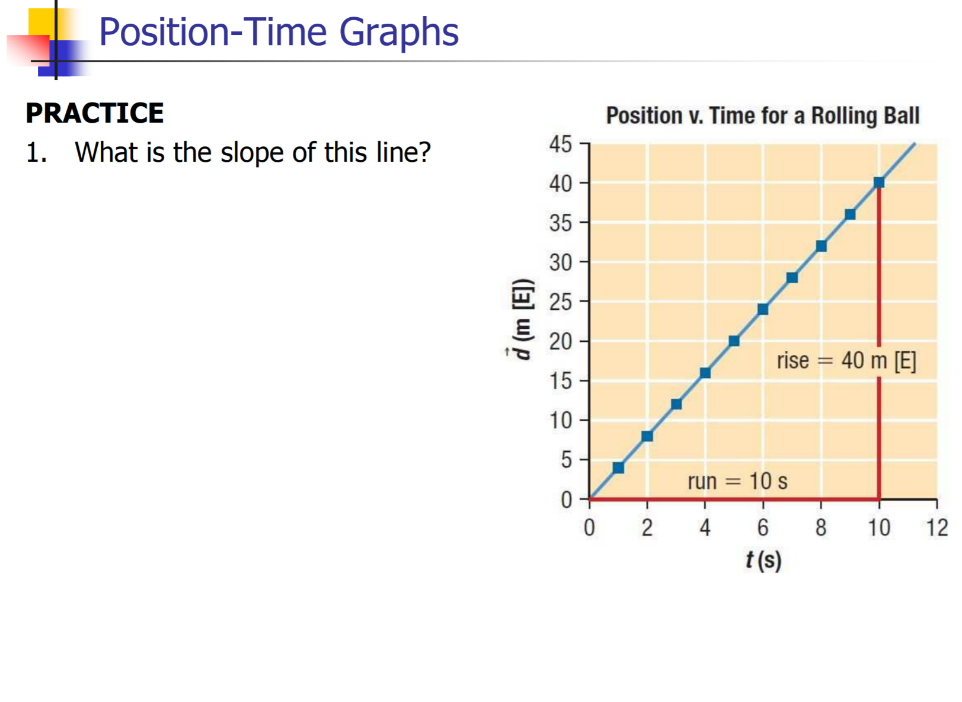 Position-Time Graphs
PRACTICE
1. What is the slope of this line?
Position v. Time for a Rolling Ball
45
40
35
30
25
20
15
10
5
0
d⃗ (m [E])
rise = 40 m [E]
run = 10 s
0 2 4 6 8 10 12
t (s)